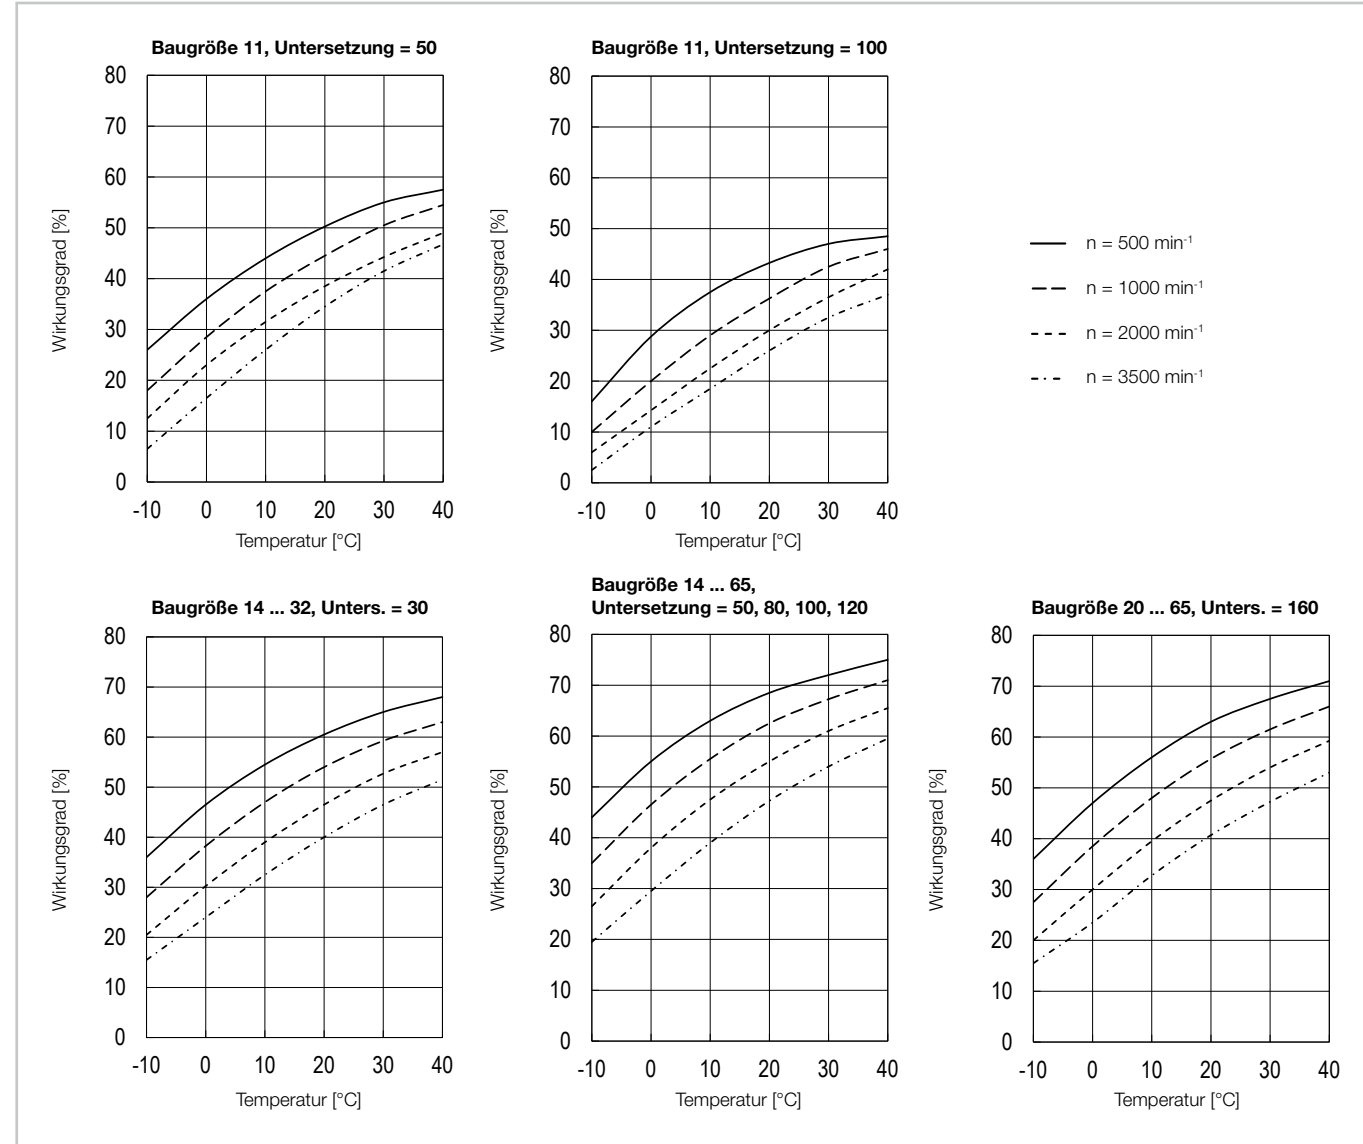 Baugröße 11, Untersetzung = 50
80
70
60
50
40
30
20
10
0
-10 0 10 20 30 40
Wirkungsgrad [%]
Temperatur [°C]
Baugröße 11, Untersetzung = 100
80
70
60
50
40
30
20
10
0
-10 0 10 20 30 40
Wirkungsgrad [%]
Temperatur [°C]
n = 500 min-1
n = 1000 min-1
n = 2000 min-1
n = 3500 min-1
Baugröße 14 ... 32, Unters. = 30
80
70
60
50
40
30
20
10
0
-10 0 10 20 30 40
Wirkungsgrad [%]
Temperatur [°C]
Baugröße 14 ... 65,
Untersetzung = 50, 80, 100, 120
80
70
60
50
40
30
20
10
0
-10 0 10 20 30 40
Wirkungsgrad [%]
Temperatur [°C]
Baugröße 20 ... 65, Unters. = 160
80
70
60
50
40
30
20
10
0
-10 0 10 20 30 40
Wirkungsgrad [%]
Temperatur [°C]